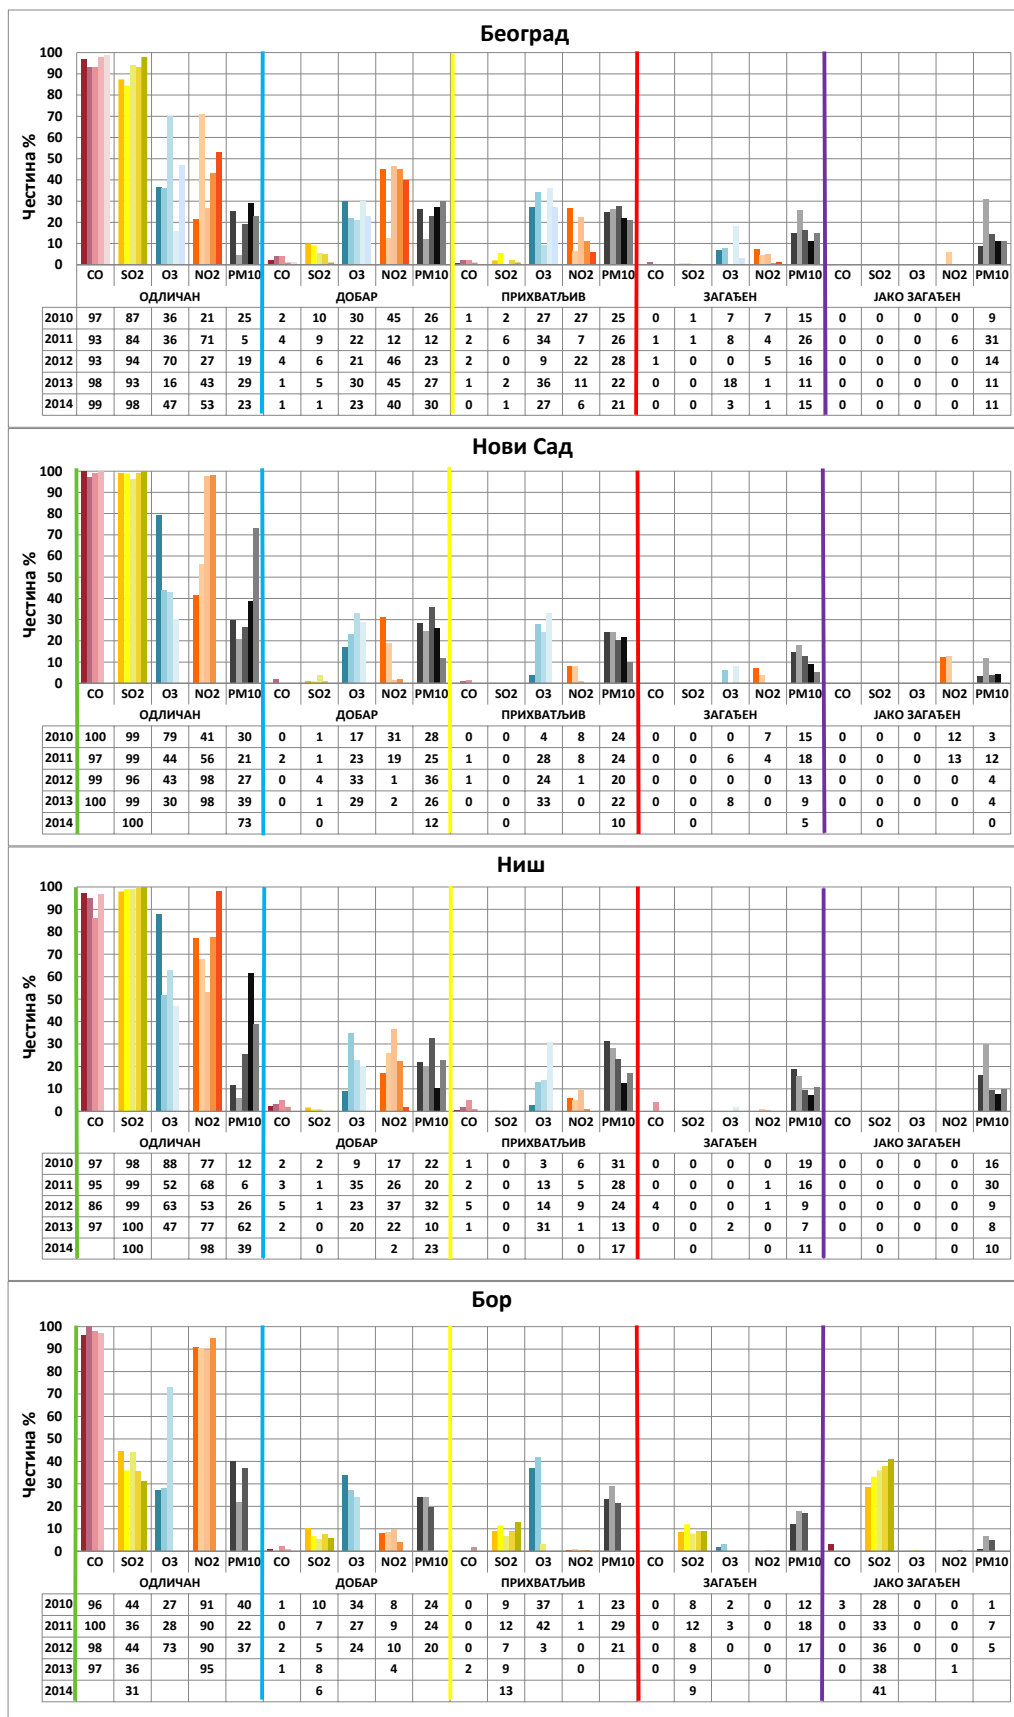 Београд
Честина %
100
90
80
70
60
50
40
30
20
10
0
CO SO2 O3 NO2 PM10 CO SO2 O3 NO2 PM10 CO SO2 O3 NO2 PM10 CO SO2 O3 NO2 PM10 CO SO2 O3 NO2 PM10
ОДЛИЧАН ДОБАР ПРИХВАТЉИВ ЗАГАЂЕН ЈАКО ЗАГАЂЕН
2010 97 87 36 21 25 2 10 30 45 26 1 2 27 27 25 0 1 7 7 15 0 0 0 0 9
2011 93 84 36 71 5 4 9 22 12 12 2 6 34 7 26 1 1 8 4 26 0 0 0 6 31
2012 93 94 70 27 19 4 6 21 46 23 2 0 9 22 28 1 0 0 5 16 0 0 0 0 14
2013 98 93 16 43 29 1 5 30 45 27 1 2 36 11 22 0 0 18 1 11 0 0 0 0 11
2014 99 98 47 53 23 1 1 23 40 30 0 1 27 6 21 0 0 3 1 15 0 0 0 0 11
Нови Сад
Честина %
100
90
80
70
60
50
40
30
20
10
0
CO SO2 O3 NO2 PM10 CO SO2 O3 NO2 PM10 CO SO2 O3 NO2 PM10 CO SO2 O3 NO2 PM10 CO SO2 O3 NO2 PM10
ОДЛИЧАН ДОБАР ПРИХВАТЉИВ ЗАГАЂЕН ЈАКО ЗАГАЂЕН
2010 100 99 79 41 30 0 1 17 31 28 0 0 4 8 24 0 0 0 7 15 0 0 0 12 3
2011 97 99 44 56 21 2 1 23 19 25 1 0 28 8 24 0 0 6 4 18 0 0 0 13 12
2012 99 96 43 98 27 0 4 33 1 36 1 0 24 1 20 0 0 0 0 13 0 0 0 0 4
2013 100 99 30 98 39 0 1 29 2 26 0 0 33 0 22 0 0 8 0 9 0 0 0 0 4
2014 100 73 0 12 0 10 0 5 0 0
Ниш
Честина %
100
90
80
70
60
50
40
30
20
10
0
CO SO2 O3 NO2 PM10 CO SO2 O3 NO2 PM10 CO SO2 O3 NO2 PM10 CO SO2 O3 NO2 PM10 CO SO2 O3 NO2 PM10
ОДЛИЧАН ДОБАР ПРИХВАТЉИВ ЗАГАЂЕН ЈАКО ЗАГАЂЕН
2010 97 98 88 77 12 2 2 9 17 22 1 0 3 6 31 0 0 0 0 19 0 0 0 0 16
2011 95 99 52 68 6 3 1 35 26 20 2 0 13 5 28 0 0 0 1 16 0 0 0 0 30
2012 86 99 63 53 26 5 1 23 37 32 5 0 14 9 24 4 0 0 1 9 0 0 0 0 9
2013 97 100 47 77 62 2 0 20 22 10 1 0 31 1 13 0 0 2 0 7 0 0 0 0 8
2014 100 98 39 0 2 23 0 0 17 0 0 11 0 0 10
Бор
Честина %
100
90
80
70
60
50
40
30
20
10
0
CO SO2 O3 NO2 PM10 CO SO2 O3 NO2 PM10 CO SO2 O3 NO2 PM10 CO SO2 O3 NO2 PM10 CO SO2 O3 NO2 PM10
ОДЛИЧАН ДОБАР ПРИХВАТЉИВ ЗАГАЂЕН ЈАКО ЗАГАЂЕН
2010 96 44 27 91 40 1 10 34 8 24 0 9 37 1 23 0 8 2 0 12 3 28 0 0 1
2011 100 36 28 90 22 0 7 27 9 24 0 12 42 1 29 0 12 3 0 18 0 33 0 0 7
2012 98 44 73 90 37 2 5 24 10 20 0 7 3 0 21 0 8 0 0 17 0 36 0 0 5
2013 97 36 95 1 8 4 2 9 0 0 9 0 0 38 1
2014 31 6 13 9 41